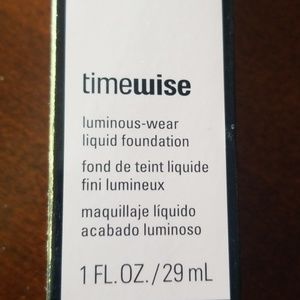 timewise
luminous-wear
liquid foundation
fond de teint liquide
fini lumineux
maquillaje líquido
acabado luminoso
1 FL.OZ./29 mL